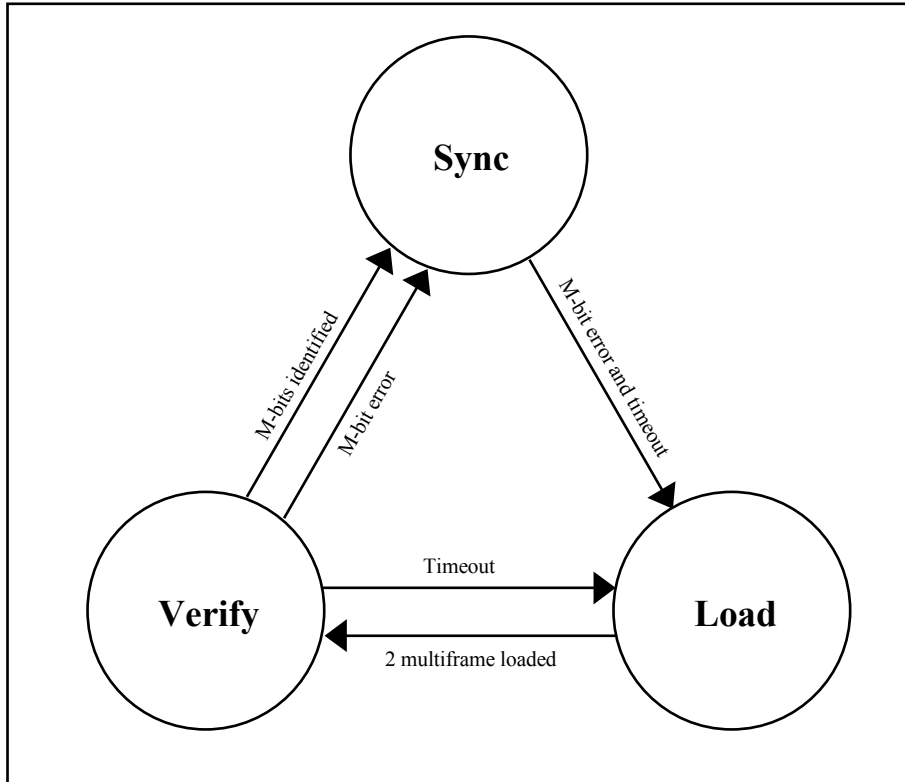 Sync
M-bits identified
M-bit error
M-bit error and timeout
Timeout
Verify
Load
2 multiframe loaded